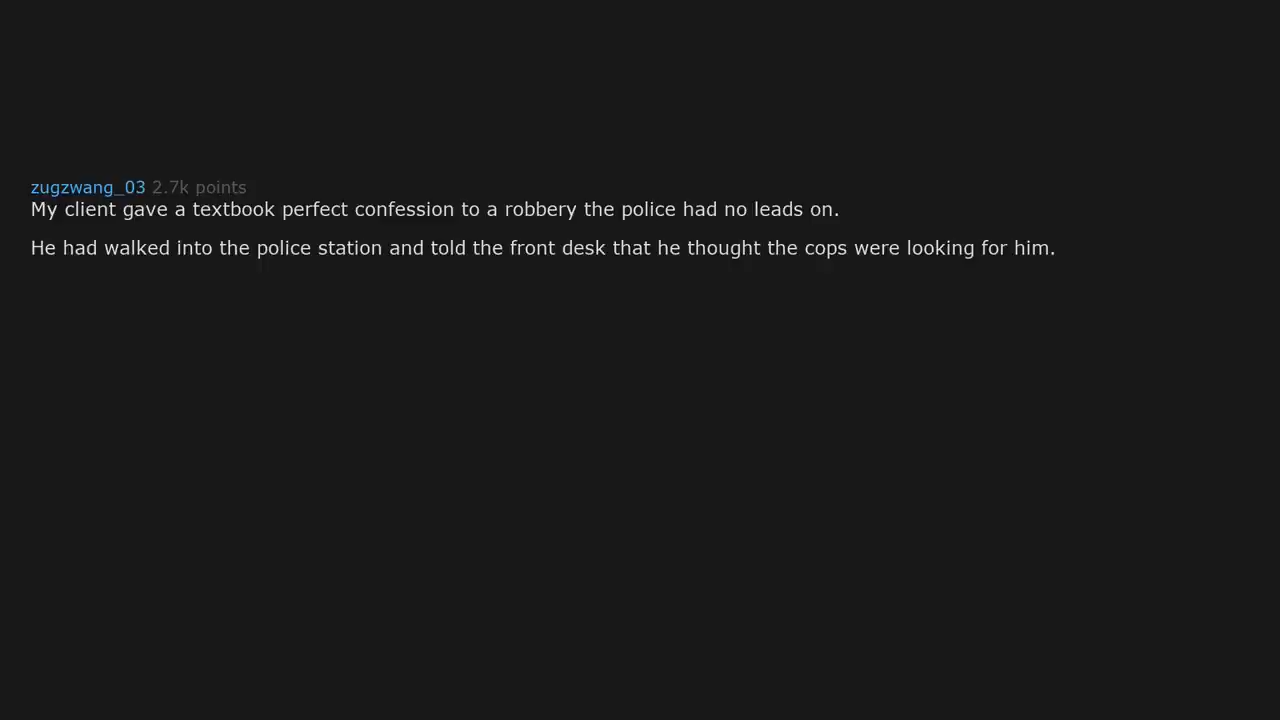 zugzwang_03 2.7k points
My client gave a textbook perfect confession to a robbery the police had no leads on.
He had walked into the police station and told the front desk that he thought the cops were looking for him.